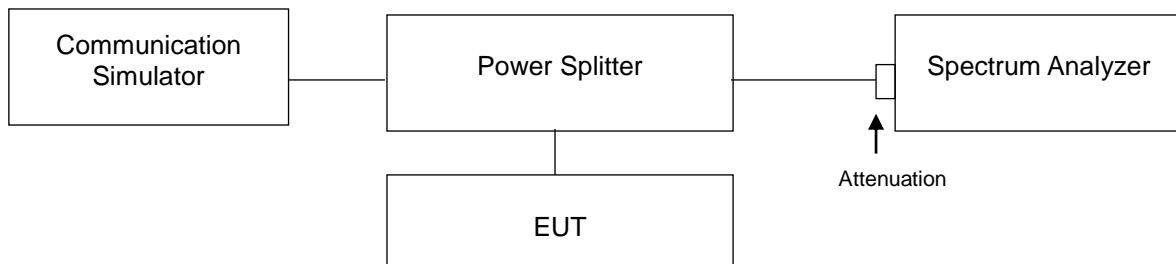 Communication
Simulator
Power Splitter
Spectrum Analyzer
Attenuation
EUT